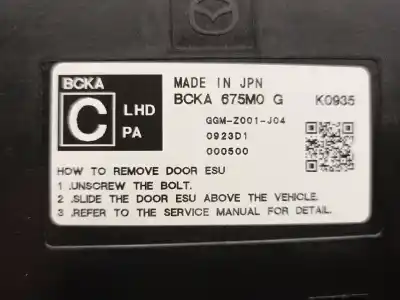 BCKA
C
LHD
PA
MADE IN JPN
BCKA 675M0 G K0935
GGM-Z001-J04
0923D1
000500
HOW TO REMOVE DOOR ESU
1 .UNSCREW THE BOLT.
2 .SLIDE THE DOOR ESU ABOVE THE VEHICLE.
3 .REFER TO THE SERVICE MANUAL FOR DETAIL.